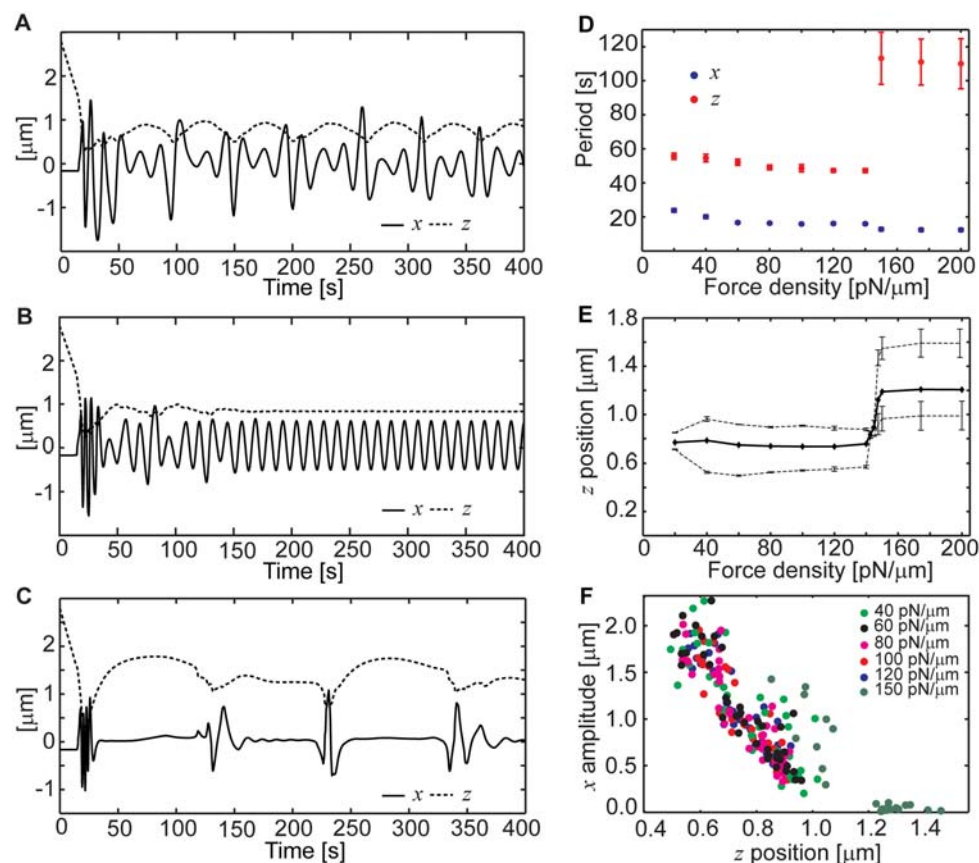 A
2
1
0
-1
[μm]
x z
0 50 100 150 200 250 300 350 400
Time [s]
B
2
1
0
-1
[μm]
x z
0 50 100 150 200 250 300 350 400
Time [s]
C
2
1
0
-1
[μm]
x z
0 50 100 150 200 250 300 350 400
Time [s]
D
120
100
80
60
40
20
Period [s]
x
z
0 40 80 120 160 200
Force density [pN/μm]
E
1.8
1.4
1.0
0.6
0.2
z position [μm]
0 40 80 120 160 200
Force density [pN/μm]
F
2.0
1.5
1.0
0.5
0.0
x amplitude [μm]
40 pN/μm
60 pN/μm
80 pN/μm
100 pN/μm
120 pN/μm
150 pN/μm
0.4 0.6 0.8 1.0 1.2 1.4
z position [μm]